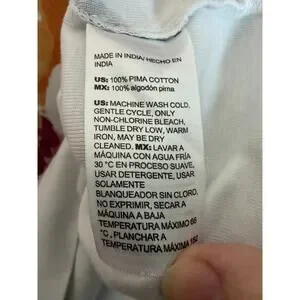 MADE IN INDIA/ HECHO EN
INDIA
US: 100% PIMA COTTON
MX: 100% algodón pima
US: MACHINE WASH COLD,
GENTLE CYCLE, ONLY
NON-CHLORINE BLEACH,
TUMBLE DRY LOW, WARM
IRON, MAY BE DRY
CLEANED. MX: LAVAR A
MÁQUINA CON AGUA FRÍA
30 °C EN PROCESO SUAVE,
USAR DETERGENTE, USAR
SOLAMENTE
BLANQUEADOR SIN CLORO,
NO EXPRIMIR, SECAR A
MÁQUINA A BAJA
TEMPERATURA MÁXIMO 66
°C, PLANCHAR A
TEMPERATURA MÁXIMA